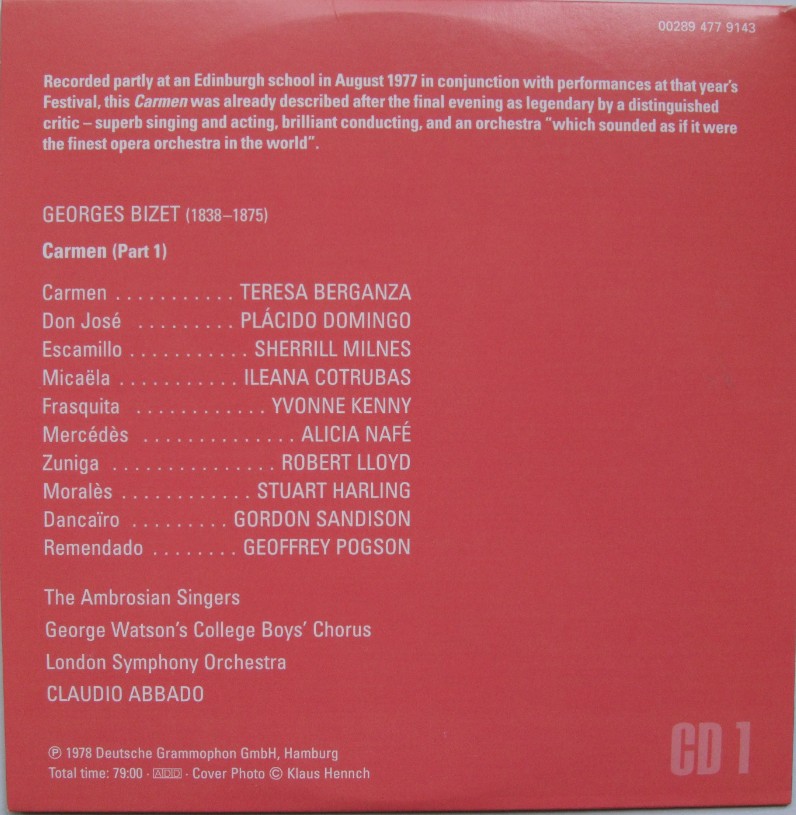 00289 477 9143
Recorded partly at an Edinburgh school in August 1977 in conjunction with performances at that year's
Festival, this Carmen was already described after the final evening as legendary by a distinguished
critic – superb singing and acting, brilliant conducting, and an orchestra "which sounded as if it were
the finest opera orchestra in the world".
GEORGES BIZET (1838–1875)
Carmen (Part 1)
Carmen . . . . . . . . . . . TERESA BERGANZA
Don José . . . . . . . . . PLÁCIDO DOMINGO
Escamillo . . . . . . . . . . . SHERRILL MILNES
Micaëla . . . . . . . . . . . ILEANA COTRUBAS
Frasquita . . . . . . . . . . . . YVONNE KENNY
Mercédès . . . . . . . . . . . . . . ALICIA NAFÉ
Zuniga . . . . . . . . . . . . . . . ROBERT LLOYD
Moralès . . . . . . . . . . . . STUART HARLING
Dancaïro . . . . . . . . . GORDON SANDISON
Remendado . . . . . . . . GEOFFREY POGSON
The Ambrosian Singers
George Watson's College Boys' Chorus
London Symphony Orchestra
CLAUDIO ABBADO
℗ 1978 Deutsche Grammophon GmbH, Hamburg
Total time: 79:00 · ADD · Cover Photo © Klaus Hennch
CD 1